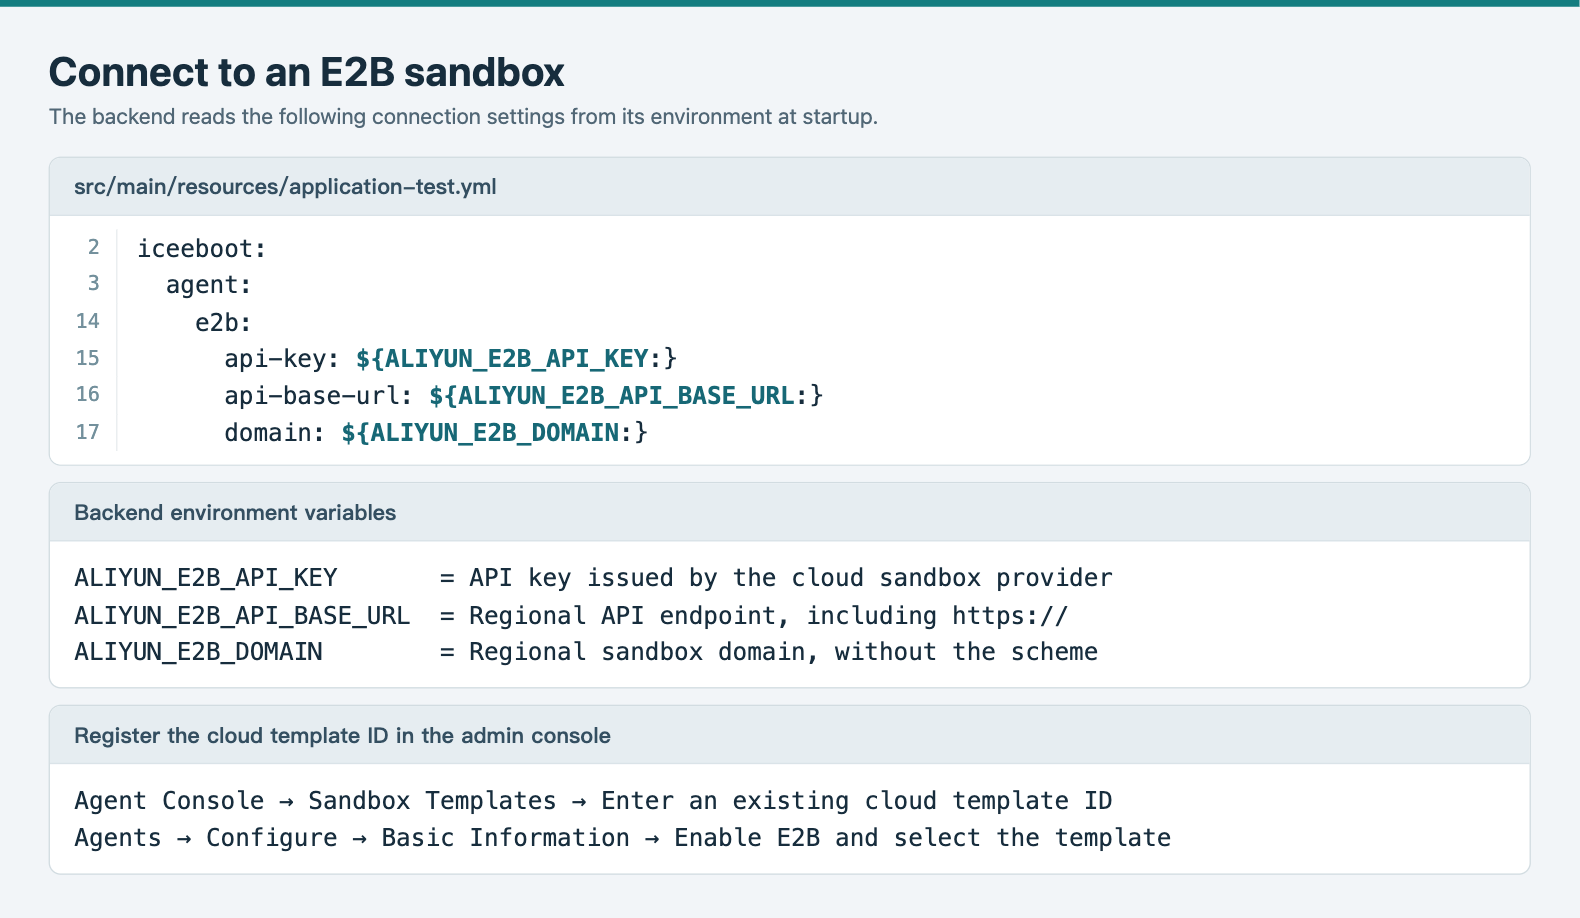 Connect to an E2B sandbox
The backend reads the following connection settings from its environment at startup.
src/main/resources/application-test.yml
2 iceeboot:
3   agent:
14     e2b:
15       api-key: ${ALIYUN_E2B_API_KEY:}
16       api-base-url: ${ALIYUN_E2B_API_BASE_URL:}
17       domain: ${ALIYUN_E2B_DOMAIN:}
Backend environment variables
ALIYUN_E2B_API_KEY       = API key issued by the cloud sandbox provider
ALIYUN_E2B_API_BASE_URL  = Regional API endpoint, including https://
ALIYUN_E2B_DOMAIN        = Regional sandbox domain, without the scheme
Register the cloud template ID in the admin console
Agent Console → Sandbox Templates → Enter an existing cloud template ID
Agents → Configure → Basic Information → Enable E2B and select the template